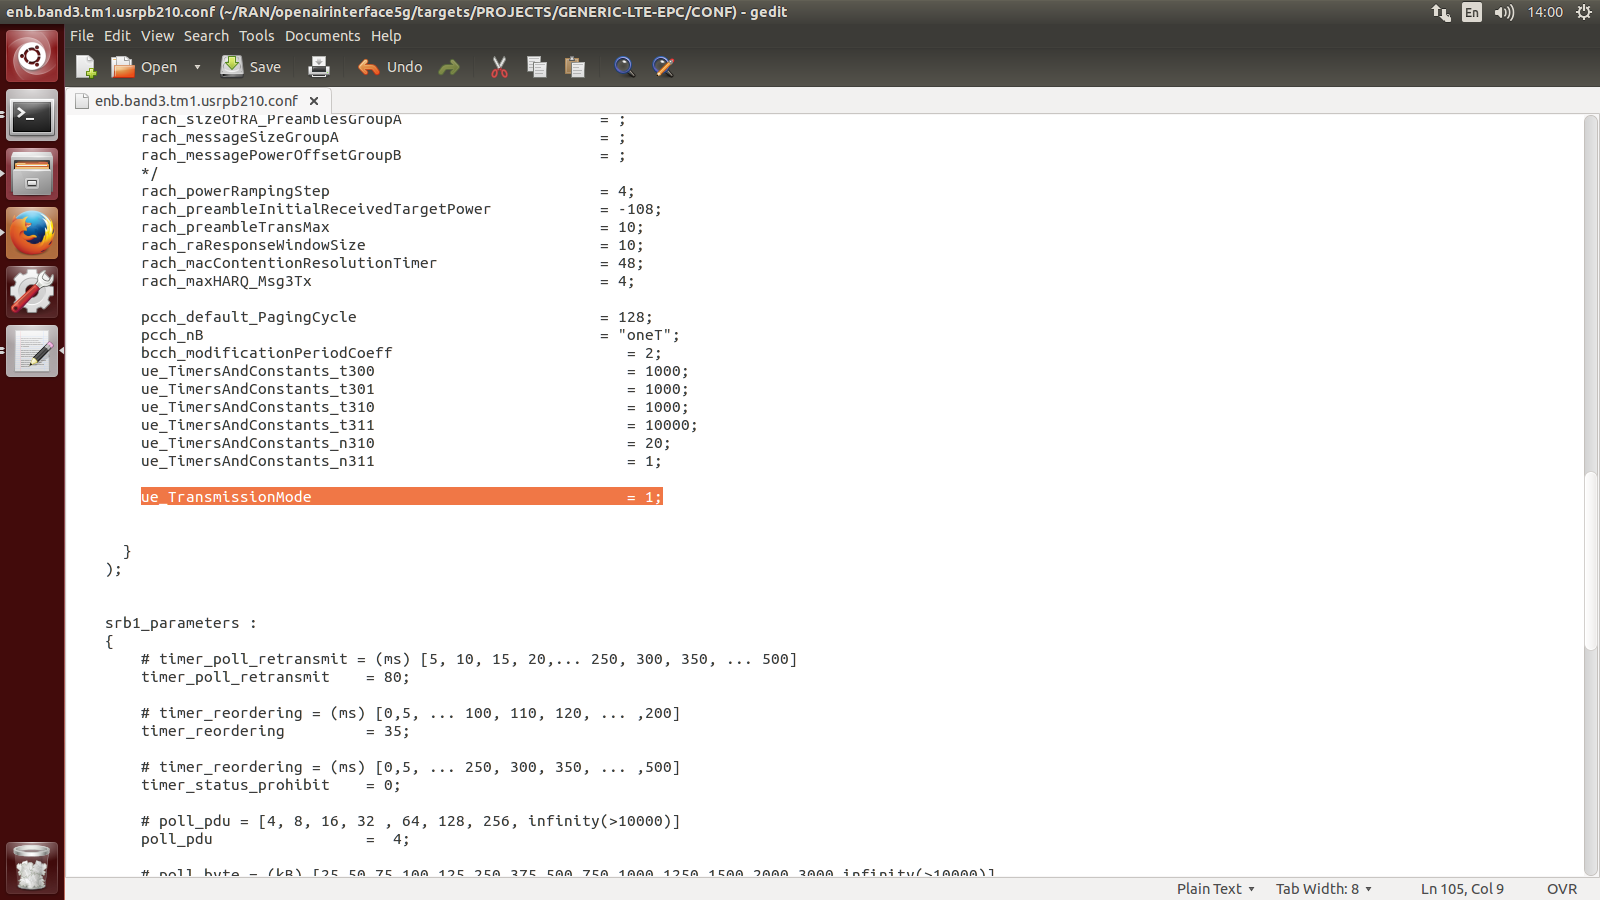 enb.band3.tm1.usrpb210.conf (~/RAN/openairinterface5g/targets/PROJECTS/GENERIC-LTE-EPC/CONF) - gedit
En
14:00
File Edit View Search Tools Documents Help
Open Save Undo
enb.band3.tm1.usrpb210.conf
rach_sizeOfRA_PreamblesGroupA = ;
rach_messageSizeGroupA = ;
rach_messagePowerOffsetGroupB = ;
*/
rach_powerRampingStep = 4;
rach_preambleInitialReceivedTargetPower = -108;
rach_preambleTransMax = 10;
rach_raResponseWindowSize = 10;
rach_macContentionResolutionTimer = 48;
rach_maxHARQ_Msg3Tx = 4;
pcch_default_PagingCycle = 128;
pcch_nB = "oneT";
bcch_modificationPeriodCoeff = 2;
ue_TimersAndConstants_t300 = 1000;
ue_TimersAndConstants_t301 = 1000;
ue_TimersAndConstants_t310 = 1000;
ue_TimersAndConstants_t311 = 10000;
ue_TimersAndConstants_n310 = 20;
ue_TimersAndConstants_n311 = 1;
ue_TransmissionMode = 1;
}
);
srb1_parameters :
{
# timer_poll_retransmit = (ms) [5, 10, 15, 20,... 250, 300, 350, ... 500]
timer_poll_retransmit = 80;
# timer_reordering = (ms) [0,5, ... 100, 110, 120, ... ,200]
timer_reordering = 35;
# timer_reordering = (ms) [0,5, ... 250, 300, 350, ... ,500]
timer_status_prohibit = 0;
# poll_pdu = [4, 8, 16, 32 , 64, 128, 256, infinity(>10000)]
poll_pdu = 4;
# poll_byte = (kB) [25,50,75,100,125,250,375,500,750,1000,1250,1500,2000,3000,infinity(>10000)]
Plain Text Tab Width: 8 Ln 105, Col 9 OVR